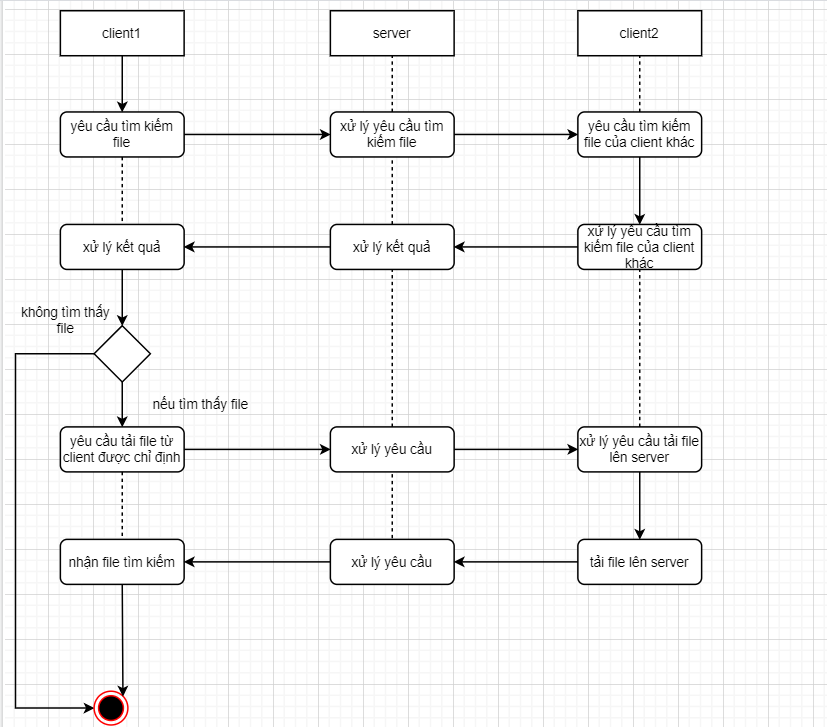 client1
server
client2
yêu cầu tìm kiếm
file
xử lý yêu cầu tìm
kiếm file
yêu cầu tìm kiếm
file của client khác
xử lý kết quả
xử lý kết quả
xử lý yêu cầu tìm
kiếm file của client
khác
không tìm thấy
file
nếu tìm thấy file
yêu cầu tải file từ
client được chỉ định
xử lý yêu cầu
xử lý yêu cầu tải file
lên server
nhận file tìm kiếm
xử lý yêu cầu
tải file lên server